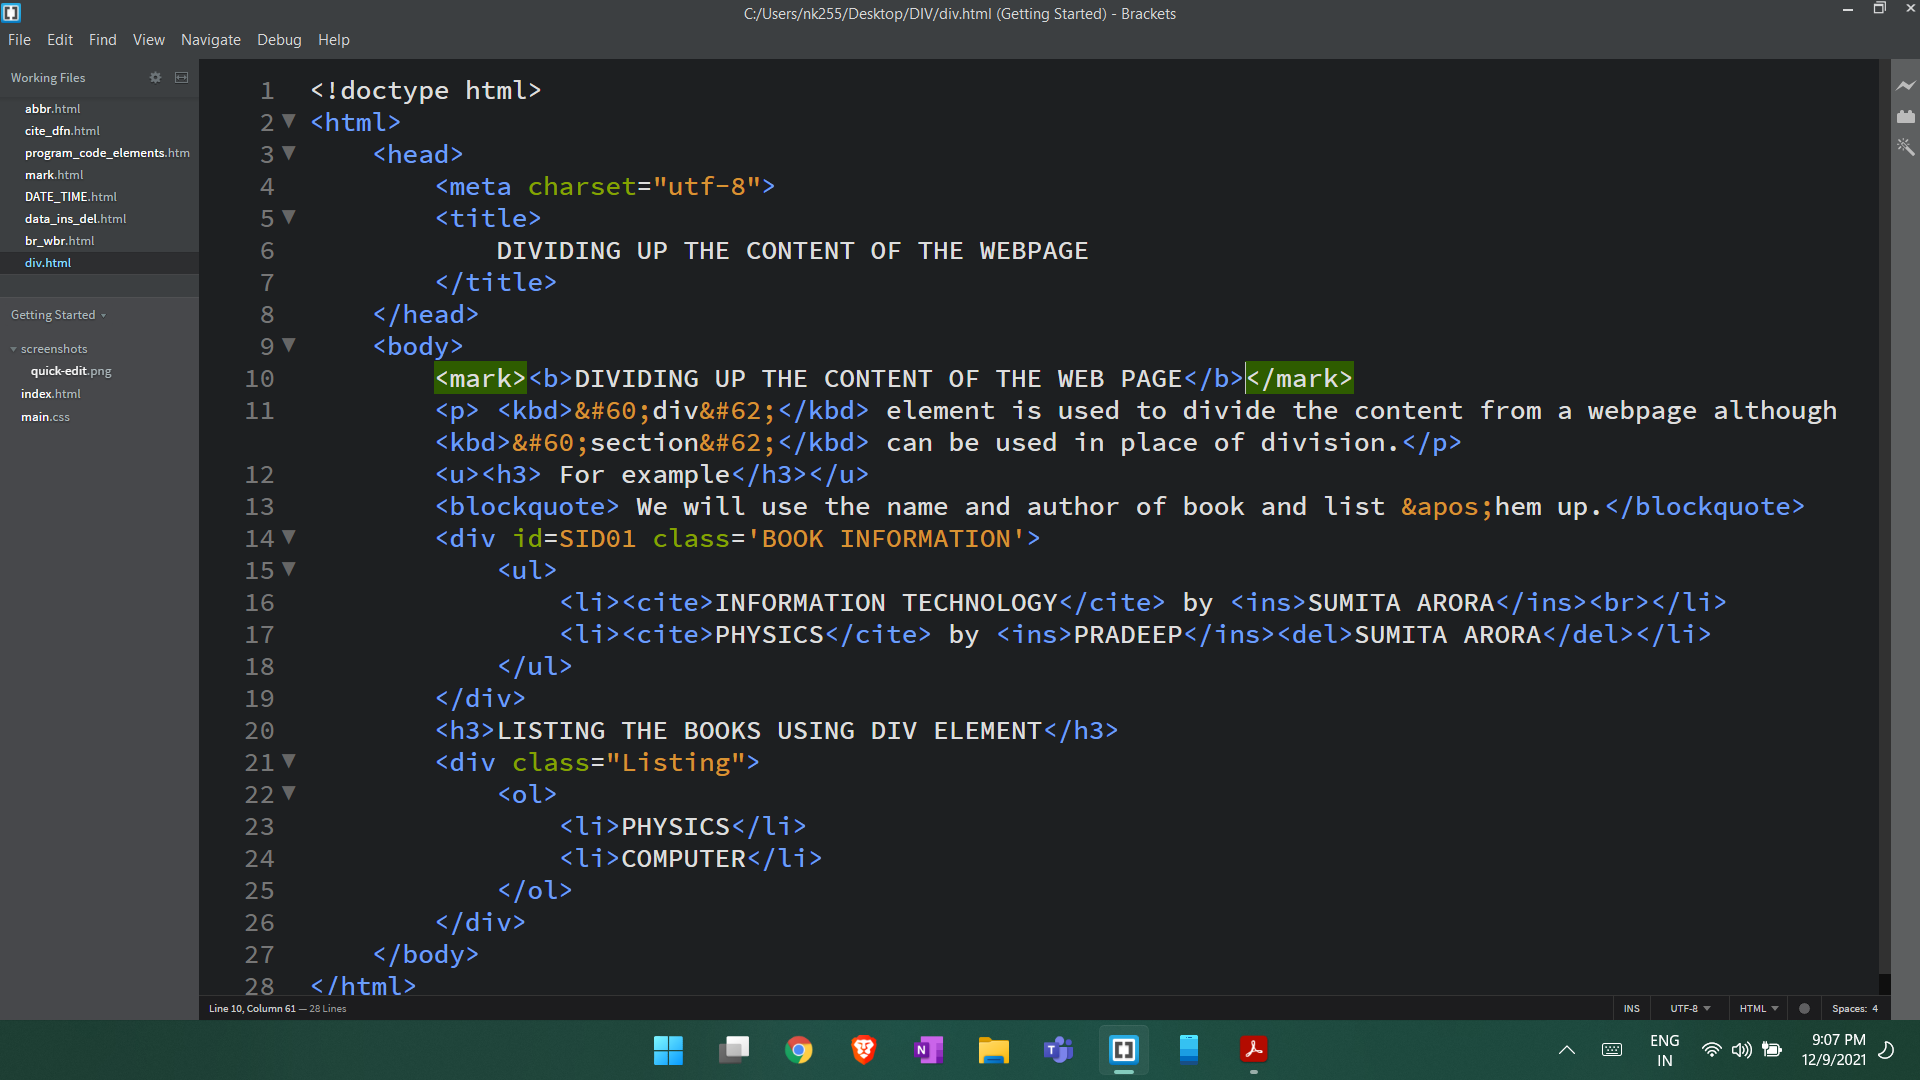 C:/Users/nk255/Desktop/DIV/div.html (Getting Started) - Brackets
File Edit Find View Navigate Debug Help
Working Files
abbr.html
cite_dfn.html
program_code_elements.htm
mark.html
DATE_TIME.html
data_ins_del.html
br_wbr.html
div.html
Getting Started
screenshots
quick-edit.png
index.html
main.css
1 <!doctype html>
2 <html>
3 <head>
4 <meta charset="utf-8">
5 <title>
6 DIVIDING UP THE CONTENT OF THE WEBPAGE
7 </title>
8 </head>
9 <body>
10 <mark><b>DIVIDING UP THE CONTENT OF THE WEB PAGE</b></mark>
11 <p> <kbd>&#60;div&#62;</kbd> element is used to divide the content from a webpage although
<kbd>&#60;section&#62;</kbd> can be used in place of division.</p>
12 <u><h3> For example</h3></u>
13 <blockquote> We will use the name and author of book and list &apos;hem up.</blockquote>
14 <div id=SID01 class='BOOK INFORMATION'>
15 <ul>
16 <li><cite>INFORMATION TECHNOLOGY</cite> by <ins>SUMITA ARORA</ins><br></li>
17 <li><cite>PHYSICS</cite> by <ins>PRADEEP</ins><del>SUMITA ARORA</del></li>
18 </ul>
19 </div>
20 <h3>LISTING THE BOOKS USING DIV ELEMENT</h3>
21 <div class="Listing">
22 <ol>
23 <li>PHYSICS</li>
24 <li>COMPUTER</li>
25 </ol>
26 </div>
27 </body>
28 </html>
Line 10, Column 61 — 28 Lines
INS UTF-8 HTML Spaces: 4
ENG
IN
9:07 PM
12/9/2021